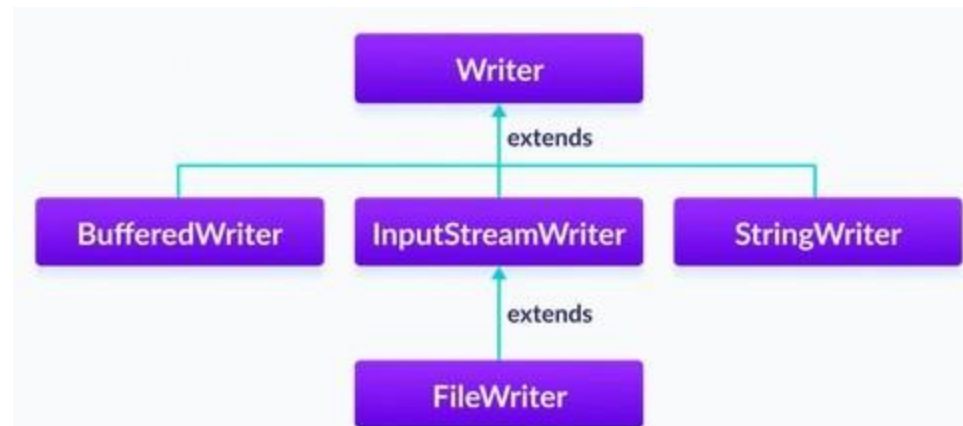 Writer
extends
BufferedWriter
InputStreamWriter
StringWriter
extends
FileWriter